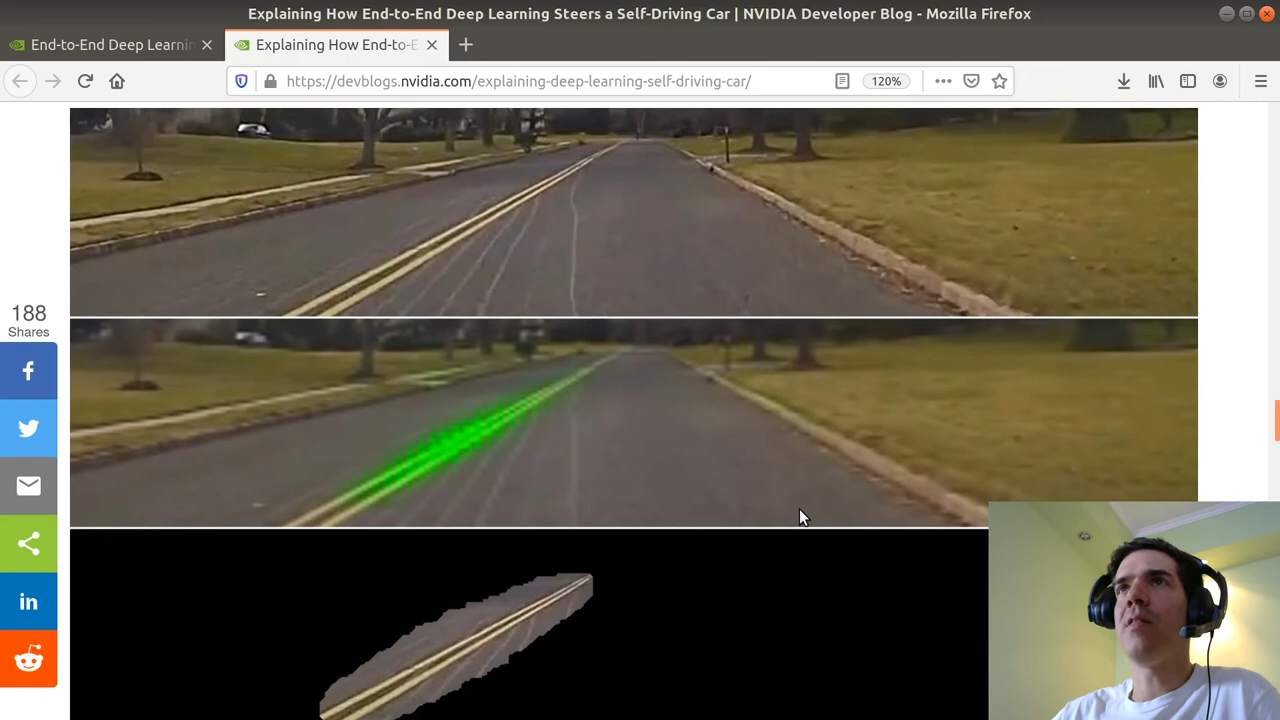 Explaining How End-to-End Deep Learning Steers a Self-Driving Car | NVIDIA Developer Blog - Mozilla Firefox
End-to-End Deep Learnin
Explaining How End-to-E
https://devblogs.nvidia.com/explaining-deep-learning-self-driving-car/
120%
188
Shares
f
in